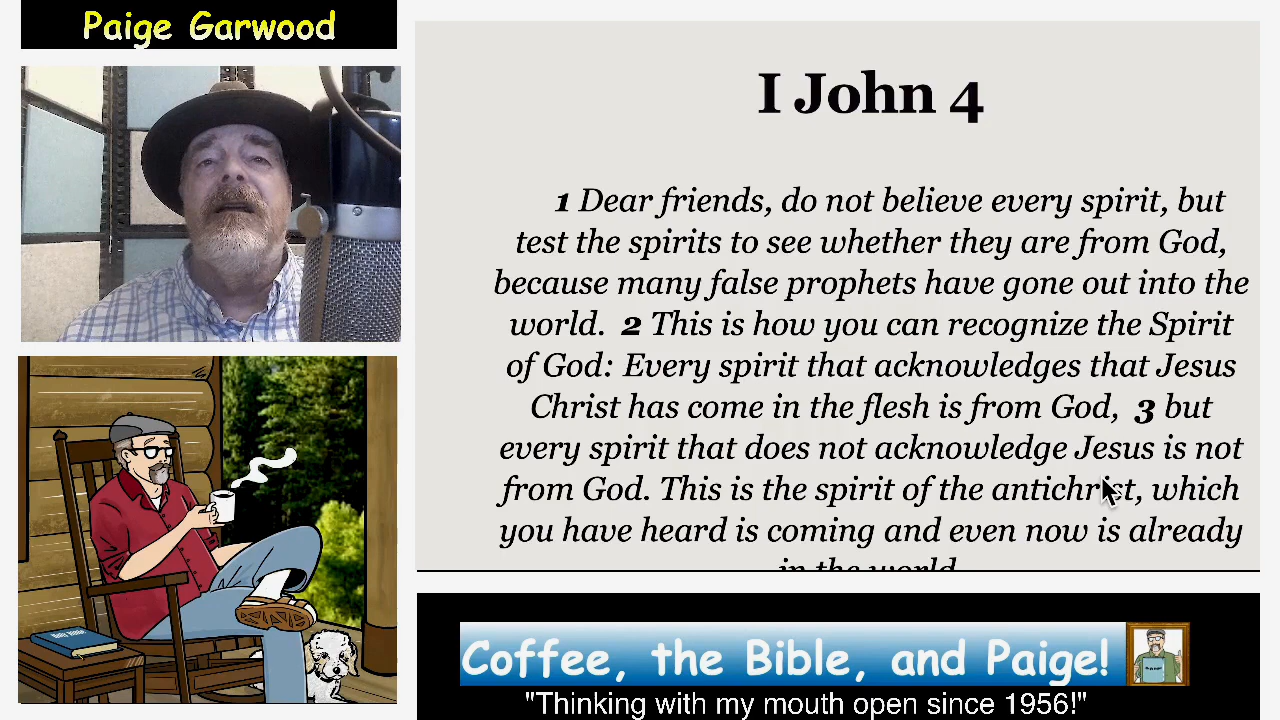 Paige Garwood
I John 4
1 Dear friends, do not believe every spirit, but
test the spirits to see whether they are from God,
because many false prophets have gone out into the
world. 2 This is how you can recognize the Spirit
of God: Every spirit that acknowledges that Jesus
Christ has come in the flesh is from God, 3 but
every spirit that does not acknowledge Jesus is not
from God. This is the spirit of the antichrist, which
you have heard is coming and even now is already
in the world.
Coffee, the Bible, and Paige!
"Thinking with my mouth open since 1956!"